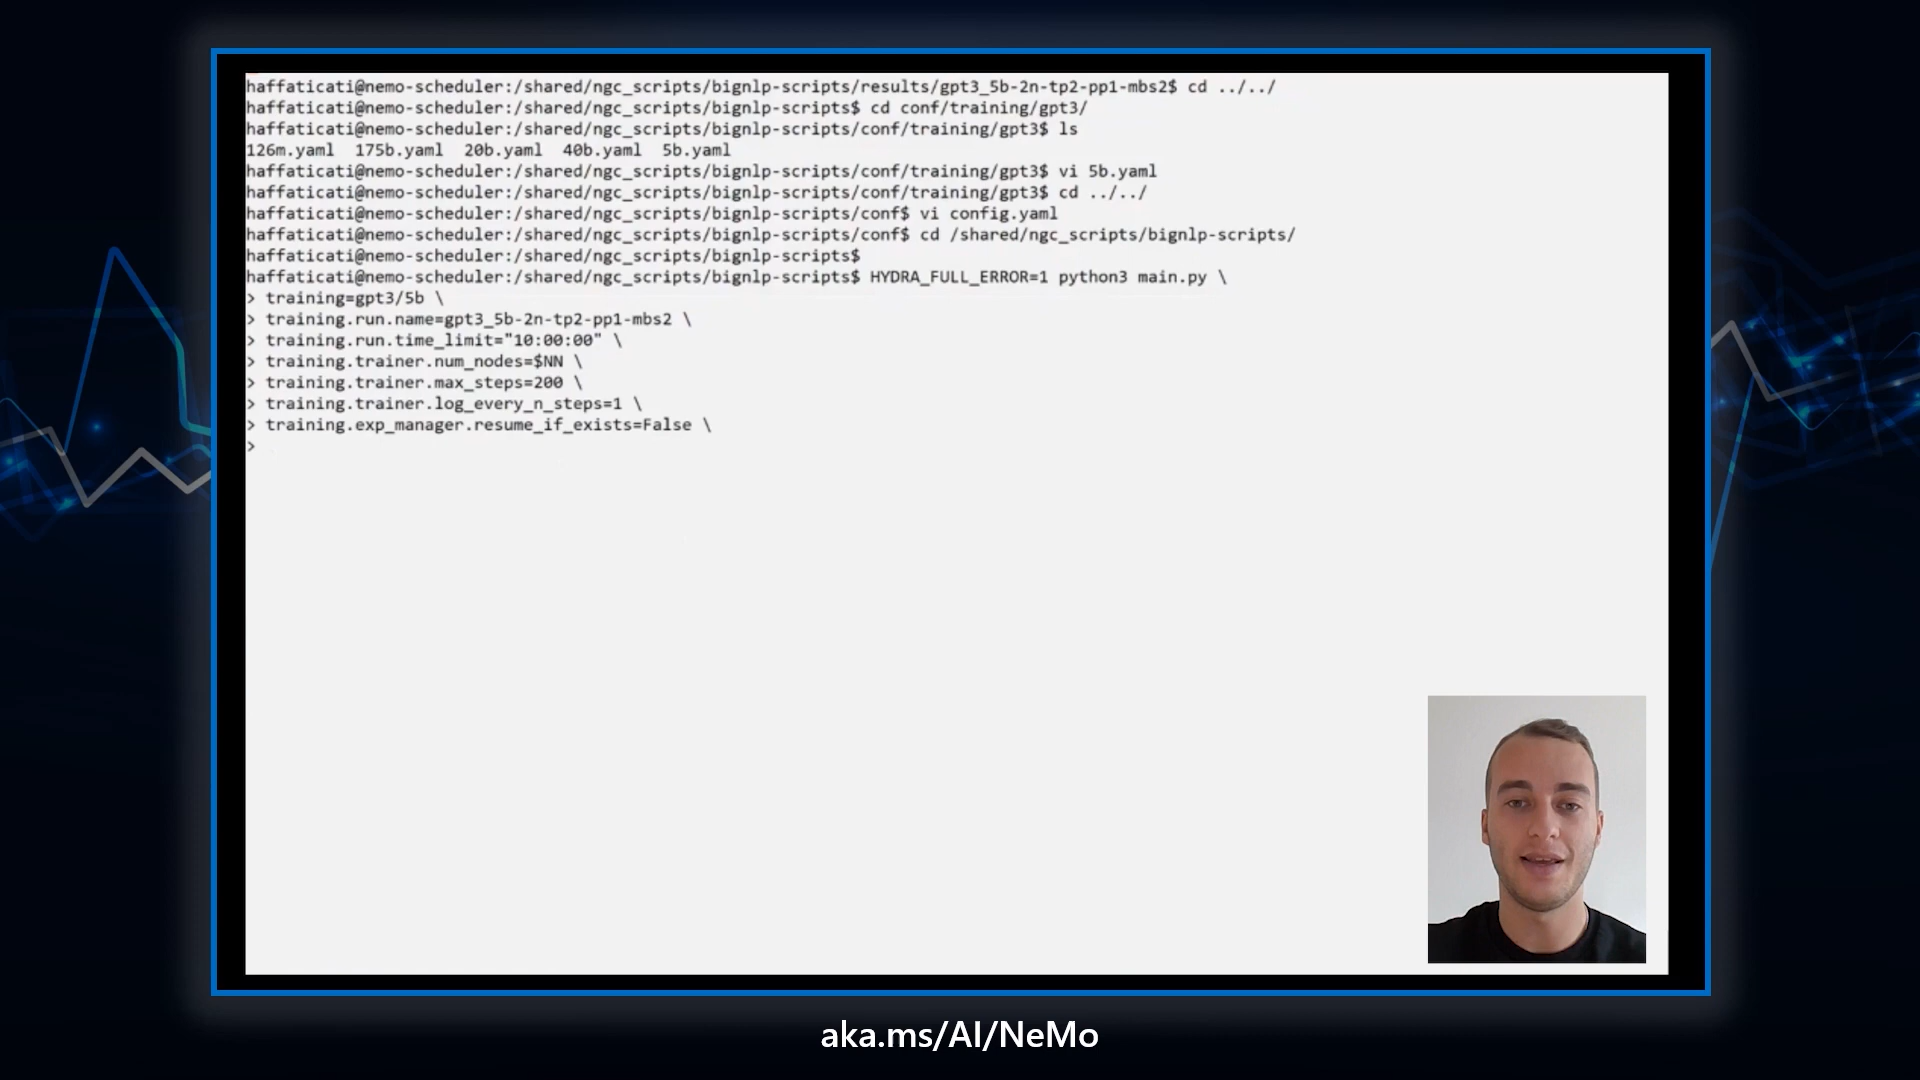 haffaticati@nemo-scheduler:/shared/ngc_scripts/bignlp-scripts/results/gpt3_5b-2n-tp2-pp1-mbs2$ cd ../../
haffaticati@nemo-scheduler:/shared/ngc_scripts/bignlp-scripts$ cd conf/training/gpt3/
haffaticati@nemo-scheduler:/shared/ngc_scripts/bignlp-scripts/conf/training/gpt3$ ls
126m.yaml  175b.yaml  20b.yaml  40b.yaml  5b.yaml
haffaticati@nemo-scheduler:/shared/ngc_scripts/bignlp-scripts/conf/training/gpt3$ vi 5b.yaml
haffaticati@nemo-scheduler:/shared/ngc_scripts/bignlp-scripts/conf/training/gpt3$ cd ../../
haffaticati@nemo-scheduler:/shared/ngc_scripts/bignlp-scripts/conf$ vi config.yaml
haffaticati@nemo-scheduler:/shared/ngc_scripts/bignlp-scripts/conf$ cd /shared/ngc_scripts/bignlp-scripts/
haffaticati@nemo-scheduler:/shared/ngc_scripts/bignlp-scripts$
haffaticati@nemo-scheduler:/shared/ngc_scripts/bignlp-scripts$ HYDRA_FULL_ERROR=1 python3 main.py \
> training=gpt3/5b \
> training.run.name=gpt3_5b-2n-tp2-pp1-mbs2 \
> training.run.time_limit="10:00:00" \
> training.trainer.num_nodes=$NN \
> training.trainer.max_steps=200 \
> training.trainer.log_every_n_steps=1 \
> training.exp_manager.resume_if_exists=False \
>
aka.ms/AI/NeMo